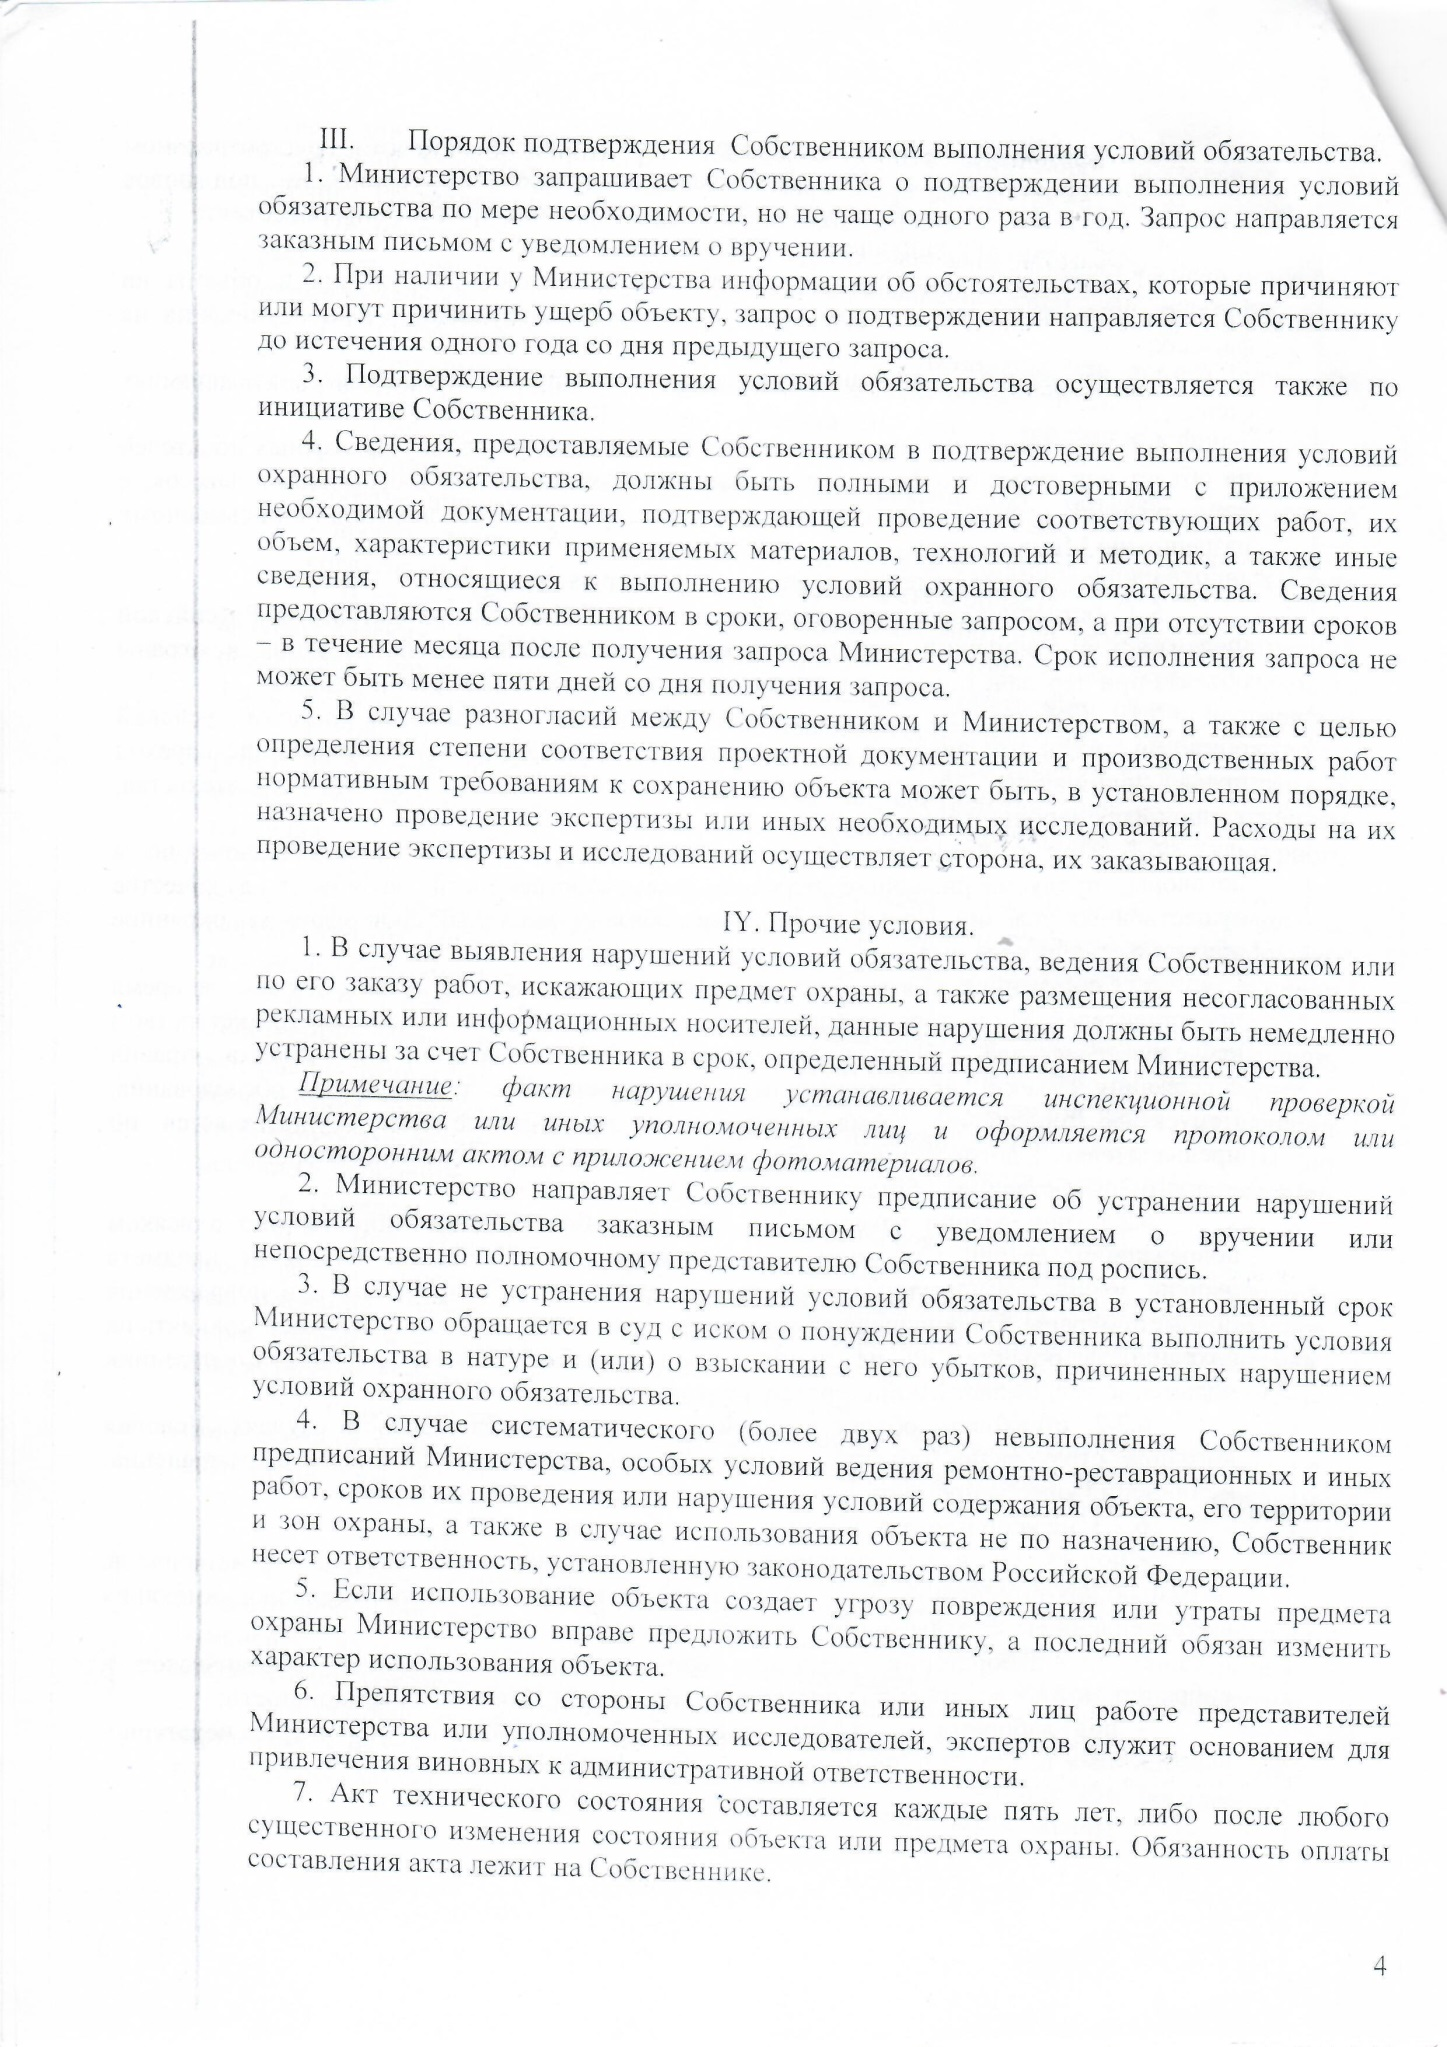 III. Порядок подтверждения Собственником выполнения условий обязательства.
1. Министерство запрашивает Собственника о подтверждении выполнения условий
обязательства по мере необходимости, но не чаще одного раза в год. Запрос направляется
заказным письмом с уведомлением о вручении.
2. При наличии у Министерства информации об обстоятельствах, которые причиняют
или могут причинить ущерб объекту, запрос о подтверждении направляется Собственнику
до истечения одного года со дня предыдущего запроса.
3. Подтверждение выполнения условий обязательства осуществляется также по
инициативе Собственника.
4. Сведения, предоставляемые Собственником в подтверждение выполнения условий
охранного обязательства, должны быть полными и достоверными с приложением
необходимой документации, подтверждающей проведение соответствующих работ, их
объем, характеристики применяемых материалов, технологий и методик, а также иные
сведения, относящиеся к выполнению условий охранного обязательства. Сведения
предоставляются Собственником в сроки, оговоренные запросом, а при отсутствии сроков
– в течение месяца после получения запроса Министерства. Срок исполнения запроса не
может быть менее пяти дней со дня получения запроса.
5. В случае разногласий между Собственником и Министерством, а также с целью
определения степени соответствия проектной документации и производственных работ
нормативным требованиям к сохранению объекта может быть, в установленном порядке,
назначено проведение экспертизы или иных необходимых исследований. Расходы на их
проведение экспертизы и исследований осуществляет сторона, их заказывающая.
IY. Прочие условия.
1. В случае выявления нарушений условий обязательства, ведения Собственником или
по его заказу работ, искажающих предмет охраны, а также размещения несогласованных
рекламных или информационных носителей, данные нарушения должны быть немедленно
устранены за счет Собственника в срок, определенный предписанием Министерства.
Примечание: факт нарушения устанавливается инспекционной проверкой
Министерства или иных уполномоченных лиц и оформляется протоколом или
односторонним актом с приложением фотоматериалов.
2. Министерство направляет Собственнику предписание об устранении нарушений
условий обязательства заказным письмом с уведомлением о вручении или
непосредственно полномочному представителю Собственника под роспись.
3. В случае не устранения нарушений условий обязательства в установленный срок
Министерство обращается в суд с иском о понуждении Собственника выполнить условия
обязательства в натуре и (или) о взыскании с него убытков, причиненных нарушением
условий охранного обязательства.
4. В случае систематического (более двух раз) невыполнения Собственником
предписаний Министерства, особых условий ведения ремонтно-реставрационных и иных
работ, сроков их проведения или нарушения условий содержания объекта, его территории
и зон охраны, а также в случае использования объекта не по назначению, Собственник
несет ответственность, установленную законодательством Российской Федерации.
5. Если использование объекта создает угрозу повреждения или утраты предмета
охраны Министерство вправе предложить Собственнику, а последний обязан изменить
характер использования объекта.
6. Препятствия со стороны Собственника или иных лиц работе представителей
Министерства или уполномоченных исследователей, экспертов служит основанием для
привлечения виновных к административной ответственности.
7. Акт технического состояния составляется каждые пять лет, либо после любого
существенного изменения состояния объекта или предмета охраны. Обязанность оплаты
составления акта лежит на Собственнике.
4